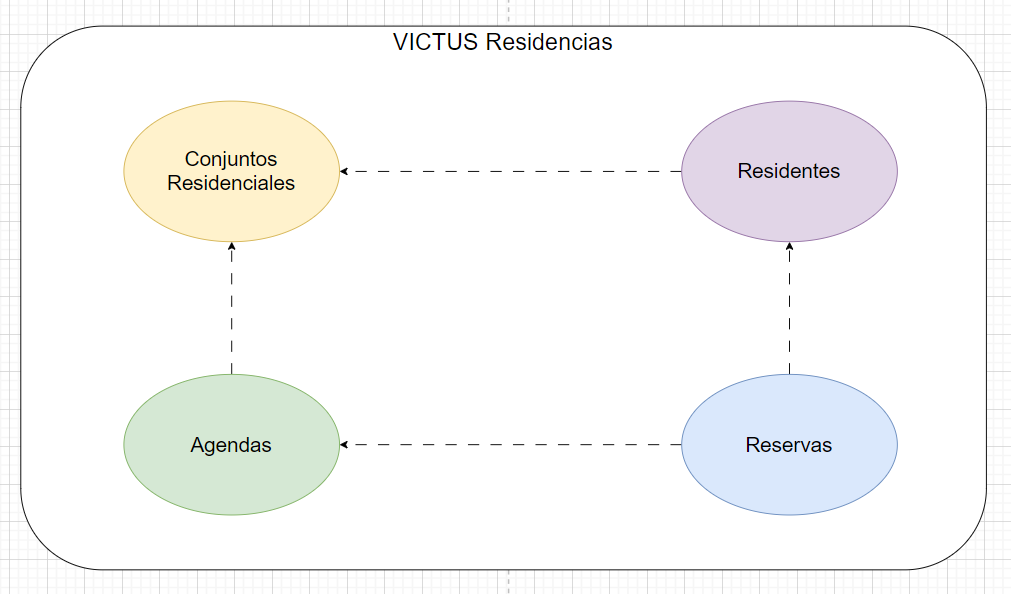 VICTUS Residencias
Conjuntos
Residenciales
Residentes
Agendas
Reservas